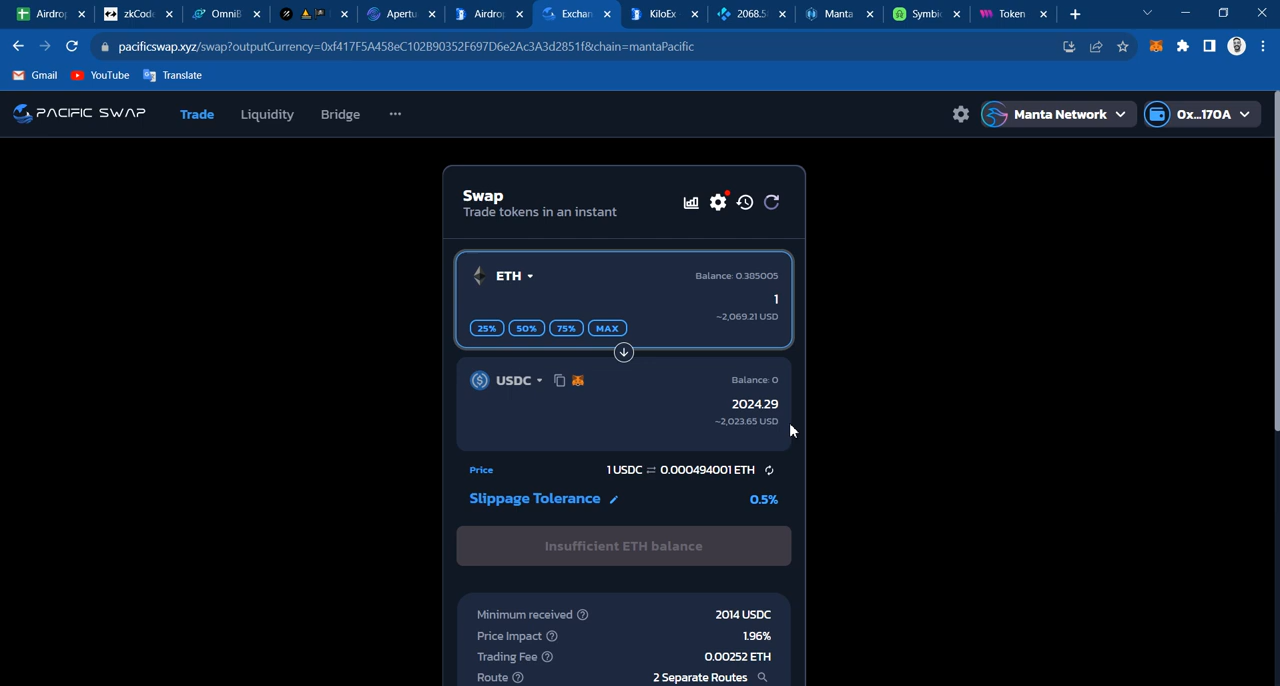 Airdrop
zkCode
OmniB
Apertu
Airdrop
Exchan
KiloEx
2068.5
Manta
Symbio
Token
pacificswap.xyz/swap?outputCurrency=0xf417F5A458eC102B90352F697D6e2Ac3A3d2851f&chain=mantaPacific
Gmail
YouTube
Translate
PACIFIC SWAP
Trade
Liquidity
Bridge
Manta Network
0x...170A
Swap
Trade tokens in an instant
ETH
Balance: 0.385005
1
~2,069.21 USD
25%
50%
75%
MAX
USDC
Balance: 0
2024.29
~2,023.65 USD
Price
1 USDC ⇌ 0.000494001 ETH
Slippage Tolerance
0.5%
Insufficient ETH balance
Minimum received
2014 USDC
Price Impact
1.96%
Trading Fee
0.00252 ETH
Route
2 Separate Routes